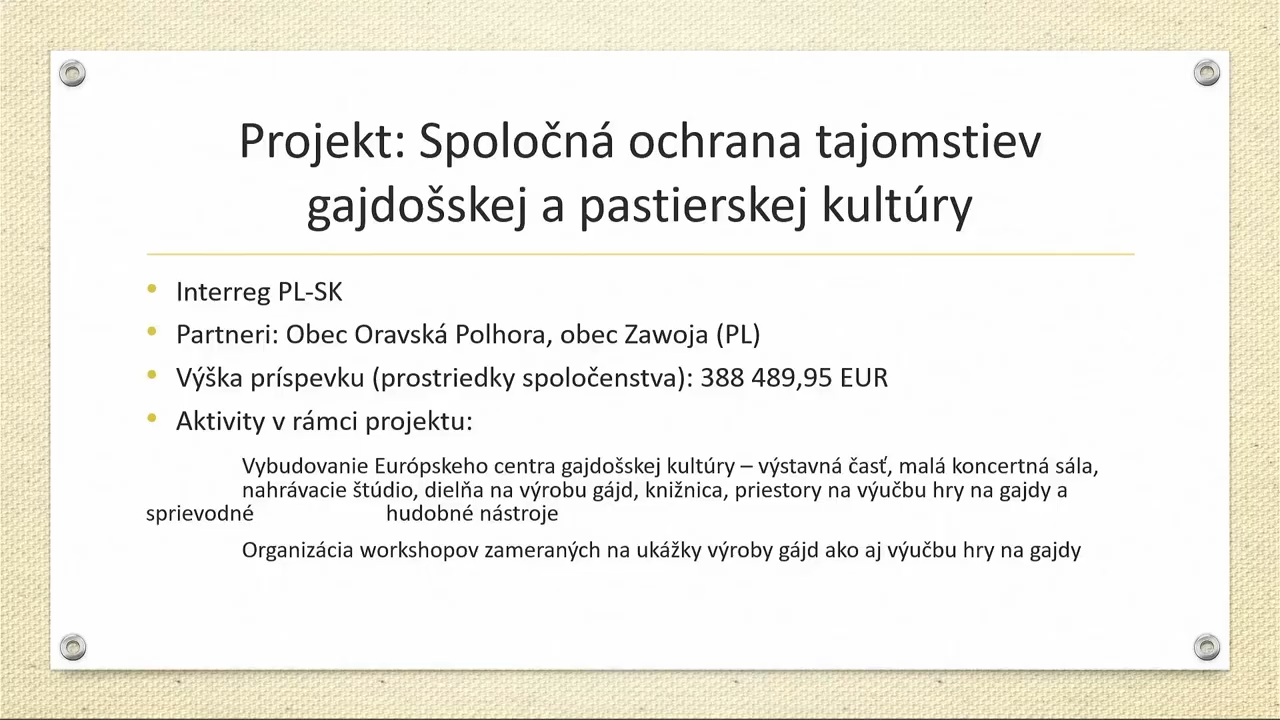 Projekt: Spoločná ochrana tajomstiev
gajdošskej a pastierskej kultúry
• Interreg PL-SK
• Partneri: Obec Oravská Polhora, obec Zawoja (PL)
• Výška príspevku (prostriedky spoločenstva): 388 489,95 EUR
• Aktivity v rámci projektu:
Vybudovanie Európskeho centra gajdošskej kultúry – výstavná časť, malá koncertná sála,
nahrávacie štúdio, dielňa na výrobu gájd, knižnica, priestory na výučbu hry na gajdy a
sprievodné hudobné nástroje
Organizácia workshopov zameraných na ukážky výroby gájd ako aj výučbu hry na gajdy